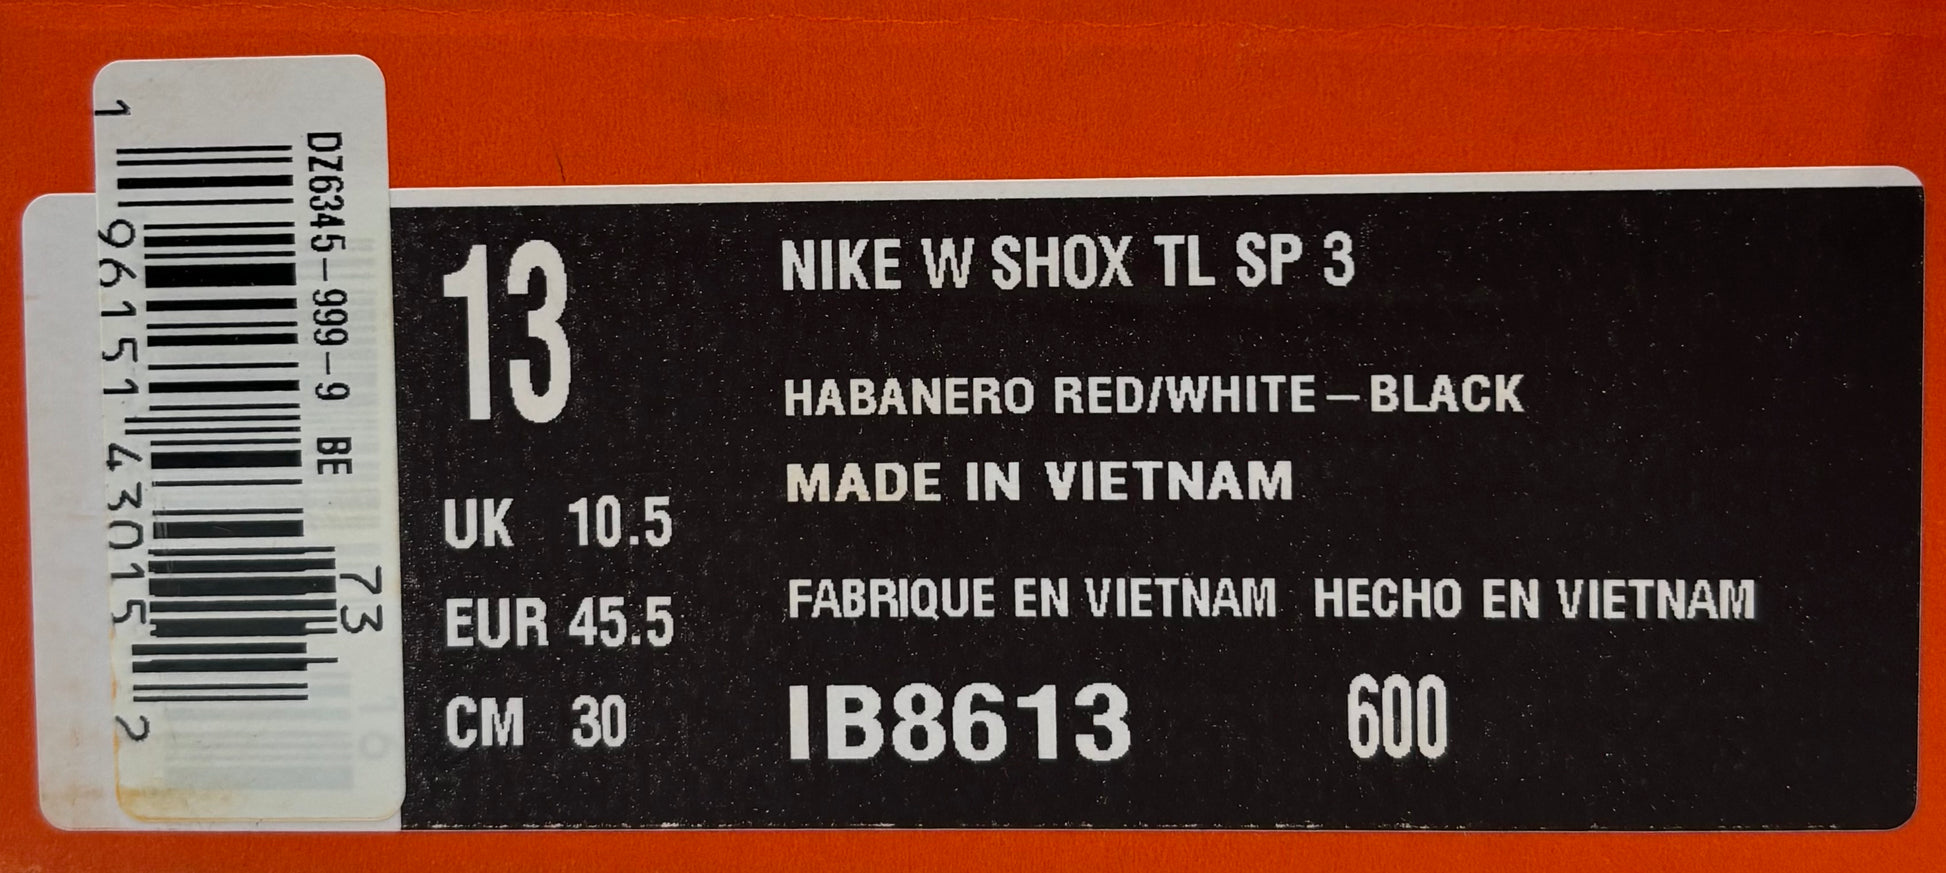 1 96151 43015 2
DZ6345-999-9 BE
73
13
UK 10.5
EUR 45.5
CM 30
NIKE W SHOX TL SP 3
HABANERO RED/WHITE-BLACK
MADE IN VIETNAM
FABRIQUE EN VIETNAM HECHO EN VIETNAM
IB8613 600